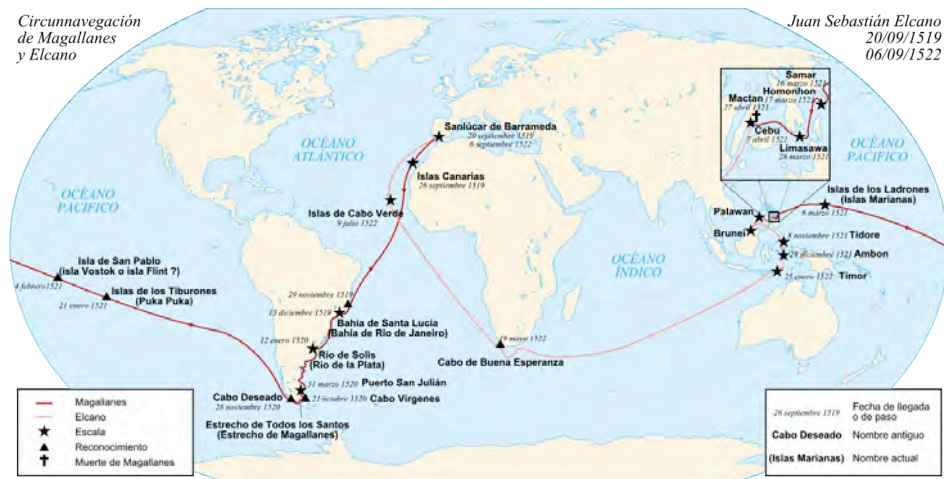 Circunnavegación
de Magallanes
y Elcano
Juan Sebastián Elcano
20/09/1519
06/09/1522
Samar
16 marzo 1521
Homonhon
17 marzo 1521
Mactan
27 abril 1521
Cebu
7 abril 1521
Limasawa
28 marzo 1521
OCÉANO
ATLÁNTICO
Sanlúcar de Barrameda
20 septiembre 1519
6 septiembre 1522
Islas Canarias
26 septiembre 1519
OCÉANO
PACIFICO
OCÉANO
PACIFICO
Islas de los Ladrones
(Islas Marianas)
6 marzo 1521
Islas de Cabo Verde
9 julio 1522
Palawan
Brunei
8 noviembre 1521 Tidore
29 diciembre 1521 Ambon
25 enero 1522 Timor
OCÉANO
ÍNDICO
Isla de San Pablo
(isla Vostok o isla Flint ?)
4 febrero1521
Islas de los Tiburones
(Puka Puka)
21 enero 1521
29 noviembre 1519
13 diciembre 1519
Bahía de Santa Lucía
(Bahía de Río de Janeiro)
12 enero 1520
Río de Solís
(Río de la Plata)
19 mayo 1522
Cabo de Buena Esperanza
31 marzo 1520 Puerto San Julián
Cabo Deseado
28 noviembre 1520
21 octubre 1520 Cabo Vírgenes
Estrecho de Todos los Santos
(Estrecho de Magallanes)
Magallanes
Elcano
Escala
Reconocimiento
Muerte de Magallanes
26 septiembre 1519 Fecha de llegada
o de paso
Cabo Deseado Nombre antiguo
(Islas Marianas) Nombre actual